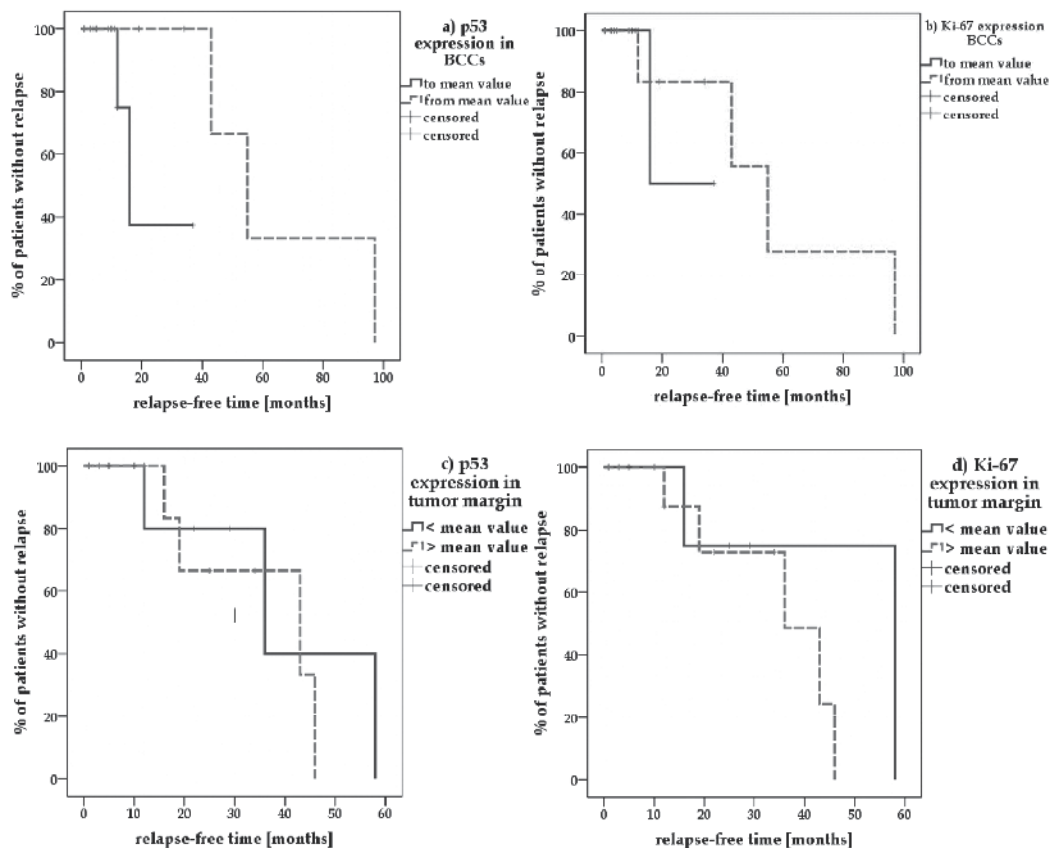 a) p53
expression in
BCCs
to mean value
from mean value
censored
censored
% of patients without relapse
100
80
60
40
20
0
0 20 40 60 80 100
relapse-free time [months]
b) Ki-67 expression
BCCs
to mean value
from mean value
censored
censored
% of patients without relapse
100
80
60
40
20
0
0 20 40 60 80 100
relapse-free time [months]
c) p53
expression in
tumor margin
< mean value
> mean value
censored
censored
% of patients without relapse
100
80
60
40
20
0
0 10 20 30 40 50 60
relapse-free time [months]
d) Ki-67
expression in
tumor margin
< mean value
> mean value
censored
censored
% of patients without relapse
100
80
60
40
20
0
0 10 20 30 40 50 60
relapse-free time [months]